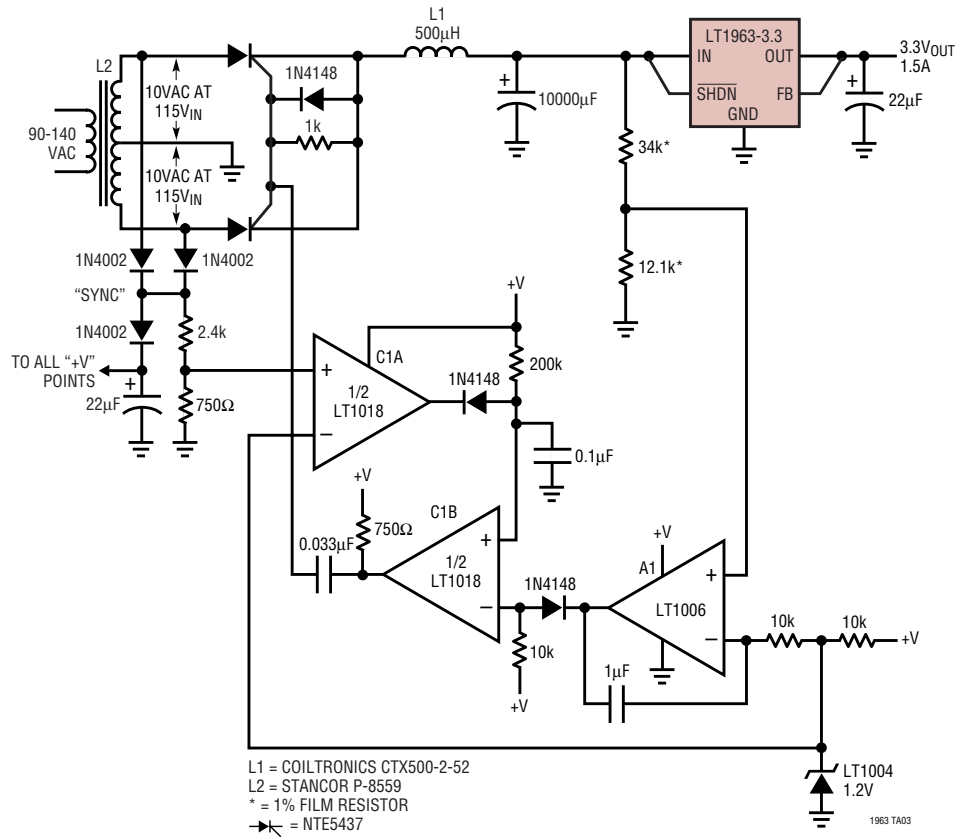 L1
500µH
LT1963-3.3
IN
OUT
SHDN
FB
GND
3.3VOUT
1.5A
+
22µF
L2
10VAC AT
115VIN
90-140
VAC
10VAC AT
115VIN
1N4148
1k
+
10000µF
34k*
12.1k*
1N4002
1N4002
"SYNC"
1N4002
2.4k
TO ALL "+V"
POINTS
+
22µF
750Ω
+V
C1A
+
1/2
LT1018
–
200k
1N4148
0.1µF
+V
750Ω
C1B
0.033µF
+
1/2
LT1018
–
1N4148
10k
+V
+V
A1
+
LT1006
–
10k
10k
+V
1µF
LT1004
1.2V
L1 = COILTRONICS CTX500-2-52
L2 = STANCOR P-8559
* = 1% FILM RESISTOR
= NTE5437
1963 TA03